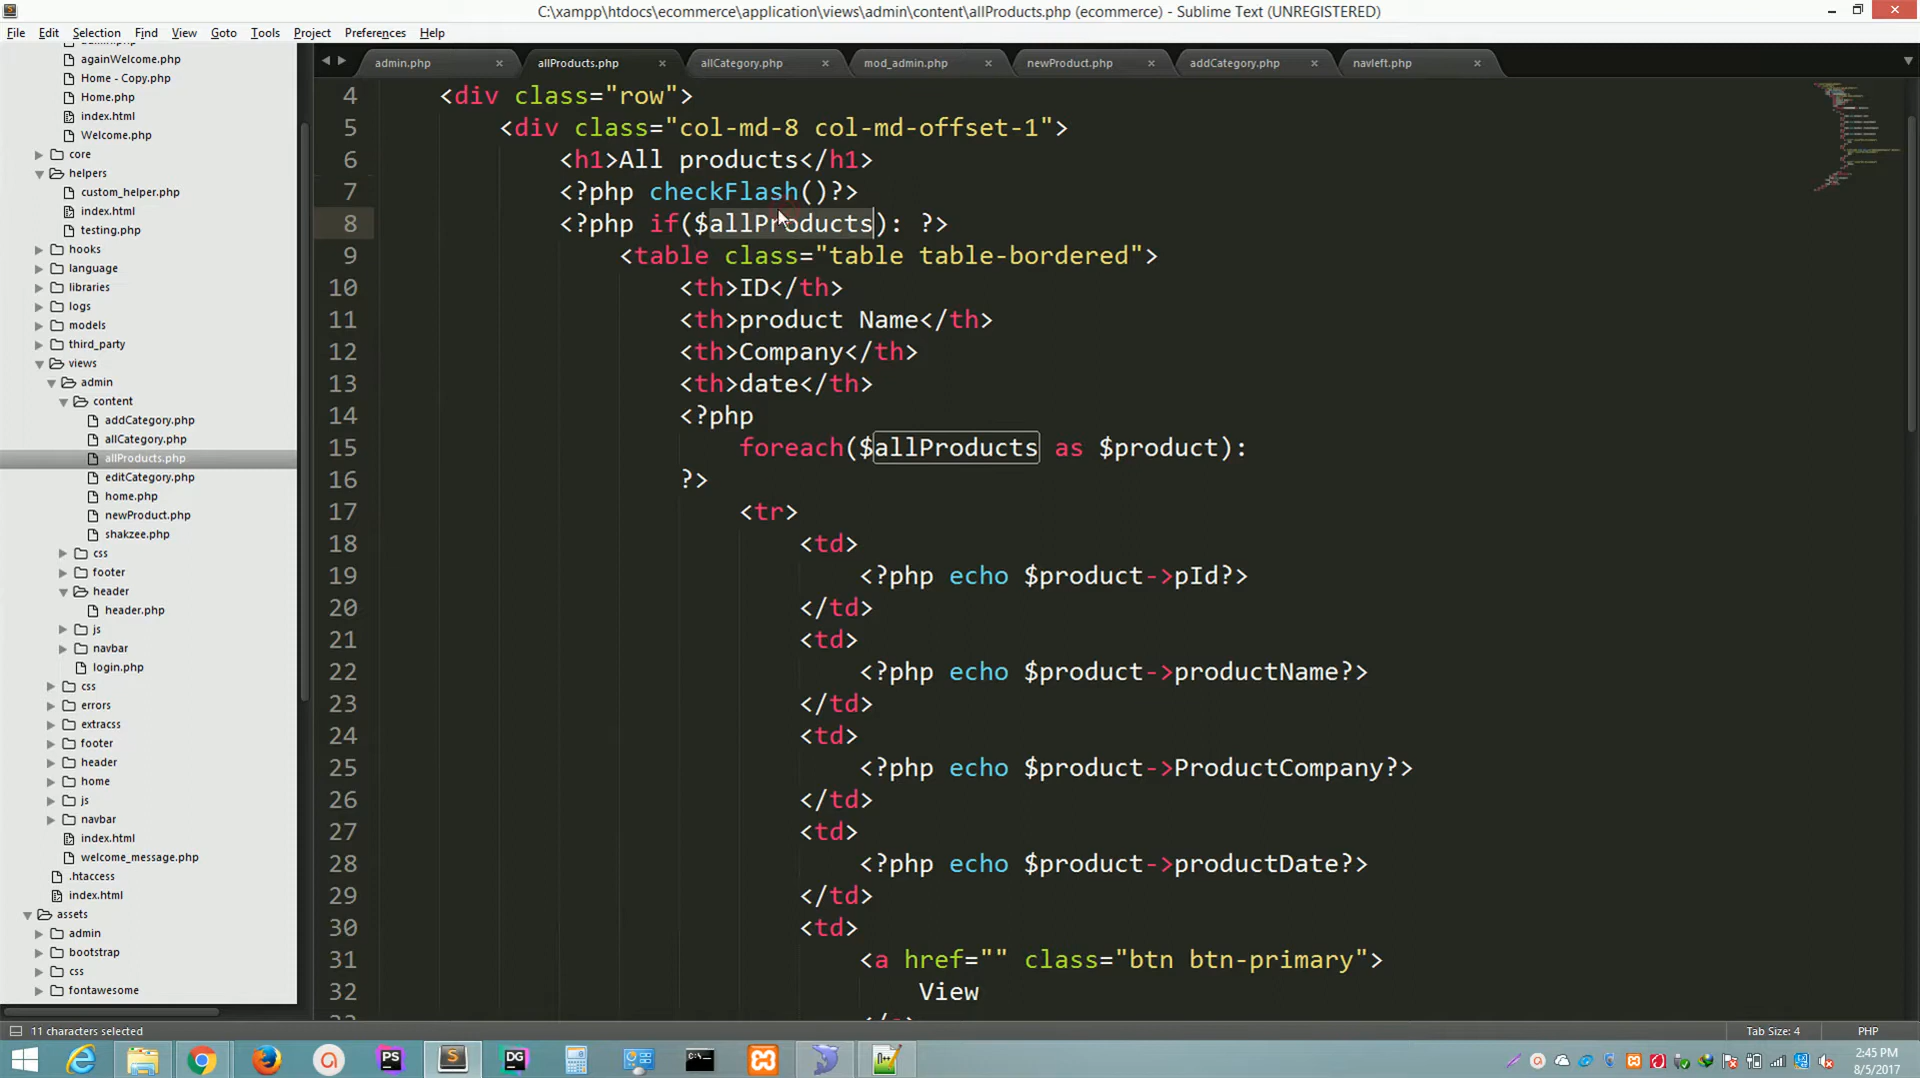 C:\xampp\htdocs\ecommerce\application\views\admin\content\allProducts.php (ecommerce) - Sublime Text (UNREGISTERED)
File Edit Selection Find View Goto Tools Project Preferences Help
againWelcome.php
Home - Copy.php
Home.php
index.html
Welcome.php
core
helpers
custom_helper.php
index.html
testing.php
hooks
language
libraries
logs
models
third_party
views
admin
content
addCategory.php
allCategory.php
allProducts.php
editCategory.php
home.php
newProduct.php
shakzee.php
css
footer
header
header.php
js
navbar
login.php
css
errors
extracss
footer
header
home
js
navbar
index.html
welcome_message.php
.htaccess
index.html
assets
admin
bootstrap
css
fontawesome
admin.php allProducts.php allCategory.php mod_admin.php newProduct.php addCategory.php navleft.php
4 <div class="row">
5 <div class="col-md-8 col-md-offset-1">
6 <h1>All products</h1>
7 <?php checkFlash()?>
8 <?php if($allProducts): ?>
9 <table class="table table-bordered">
10 <th>ID</th>
11 <th>product Name</th>
12 <th>Company</th>
13 <th>date</th>
14 <?php
15 foreach($allProducts as $product):
16 ?>
17 <tr>
18 <td>
19 <?php echo $product->pId?>
20 </td>
21 <td>
22 <?php echo $product->productName?>
23 </td>
24 <td>
25 <?php echo $product->ProductCompany?>
26 </td>
27 <td>
28 <?php echo $product->productDate?>
29 </td>
30 <td>
31 <a href="" class="btn btn-primary">
32 View
11 characters selected
Tab Size: 4
PHP
2:45 PM
8/5/2017